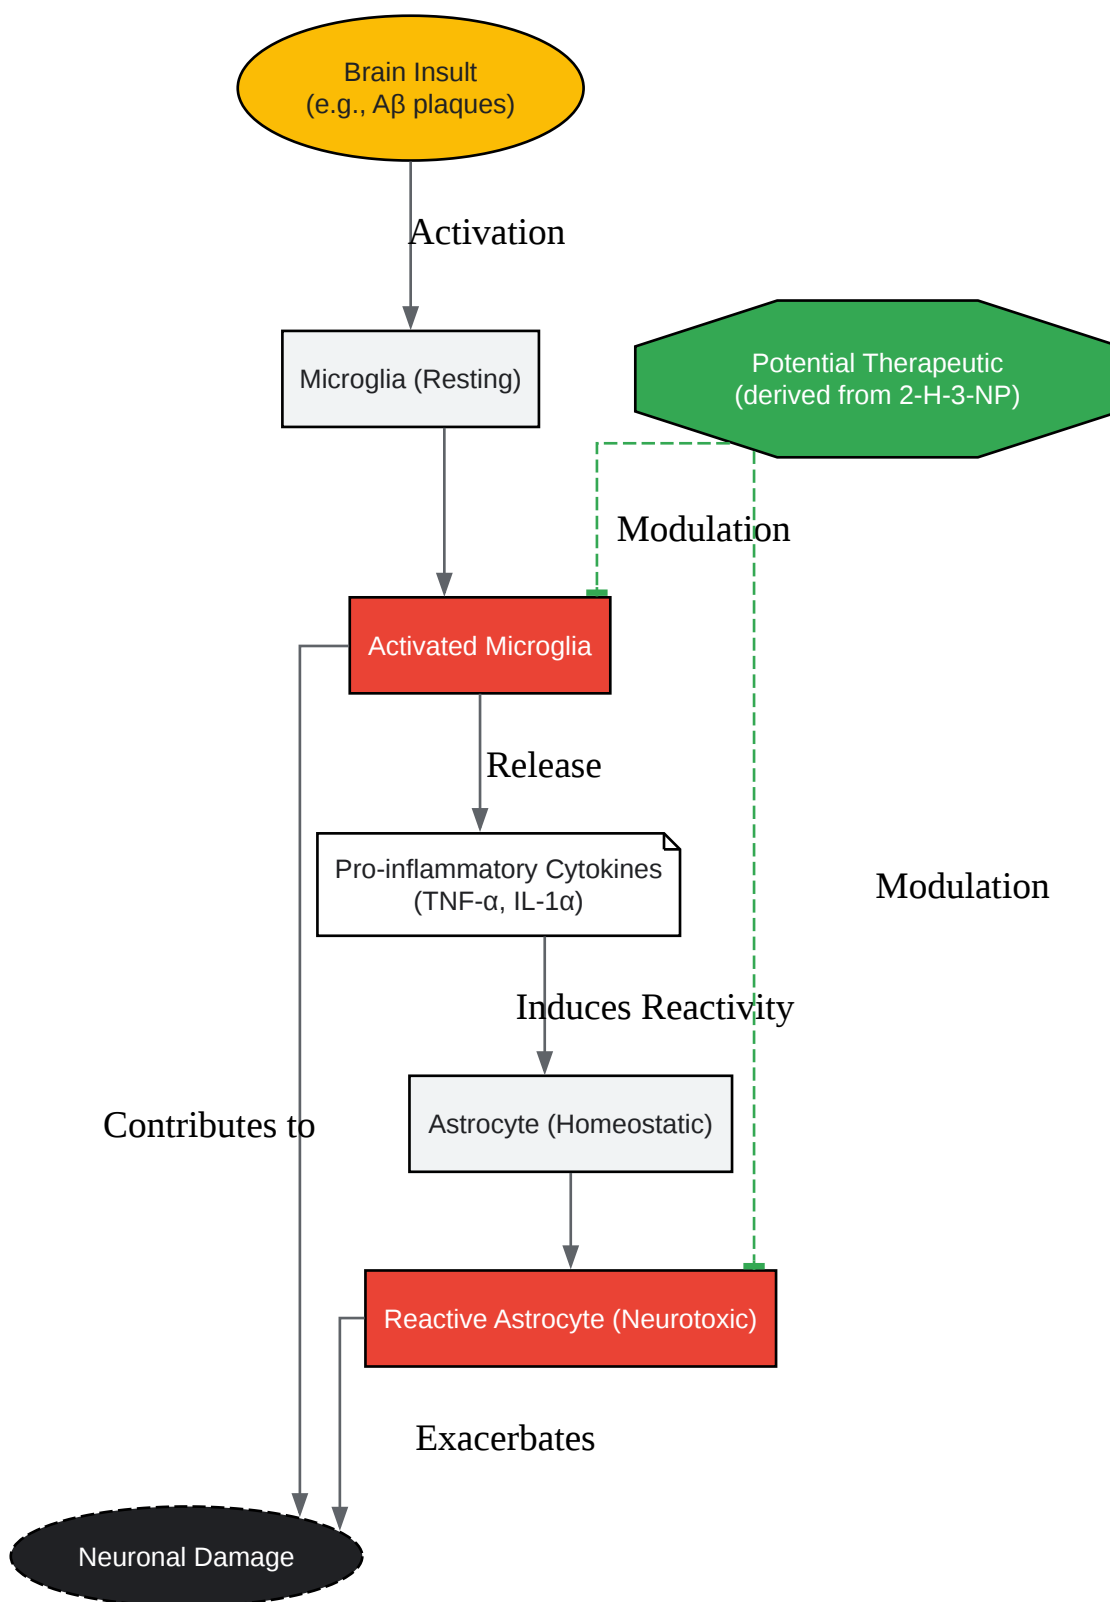 Brain Insult
(e.g., Aβ plaques)
Activation
Microglia (Resting)
Potential Therapeutic
(derived from 2-H-3-NP)
Modulation
Activated Microglia
Release
Pro-inflammatory Cytokines
(TNF-α, IL-1α)
Modulation
Induces Reactivity
Contributes to
Astrocyte (Homeostatic)
Reactive Astrocyte (Neurotoxic)
Exacerbates
Neuronal Damage